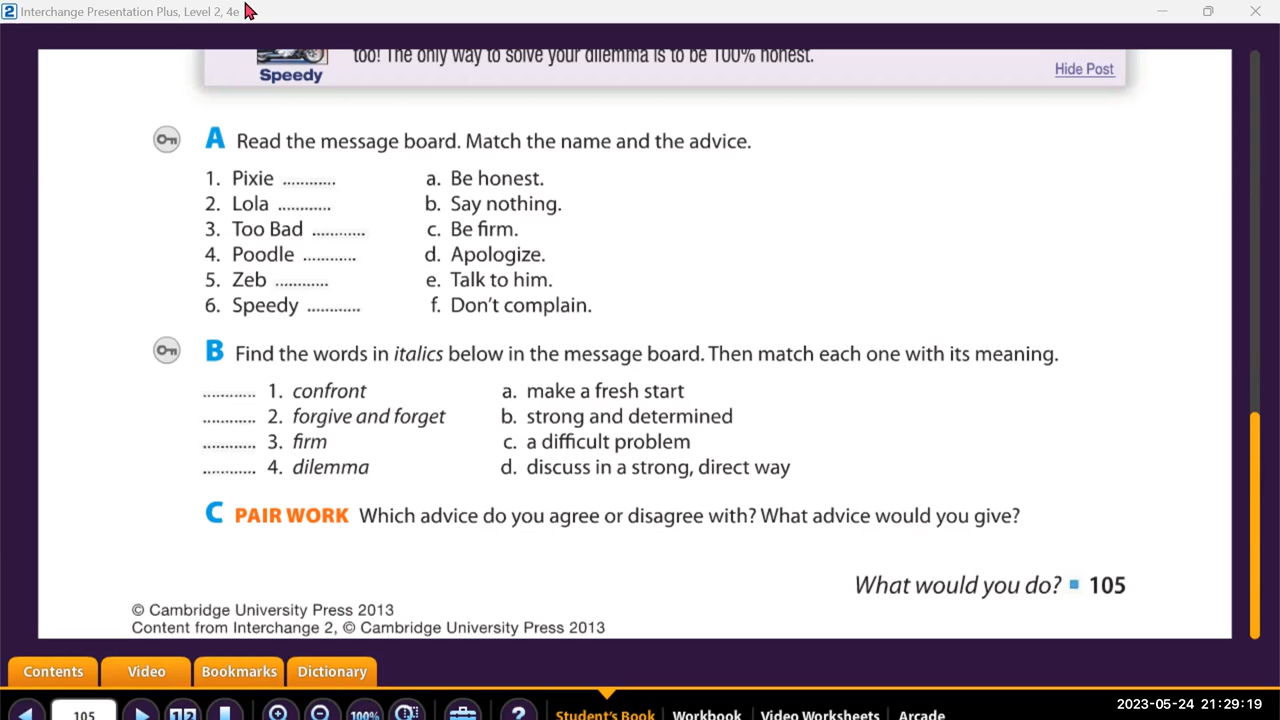 2 Interchange Presentation Plus, Level 2, 4e
too! The only way to solve your dilemma is to be 100% honest.
Speedy
Hide Post
A Read the message board. Match the name and the advice.
1. Pixie ............ a. Be honest.
2. Lola ............ b. Say nothing.
3. Too Bad ............ c. Be firm.
4. Poodle ............ d. Apologize.
5. Zeb ............ e. Talk to him.
6. Speedy ............ f. Don't complain.
B Find the words in italics below in the message board. Then match each one with its meaning.
............ 1. confront a. make a fresh start
............ 2. forgive and forget b. strong and determined
............ 3. firm c. a difficult problem
............ 4. dilemma d. discuss in a strong, direct way
C PAIR WORK Which advice do you agree or disagree with? What advice would you give?
What would you do? ▪ 105
© Cambridge University Press 2013
Content from Interchange 2, © Cambridge University Press 2013
Contents Video Bookmarks Dictionary
105 1 2 100% ? Student's Book Workbook Video Worksheets Arcade 2023-05-24 21:29:19